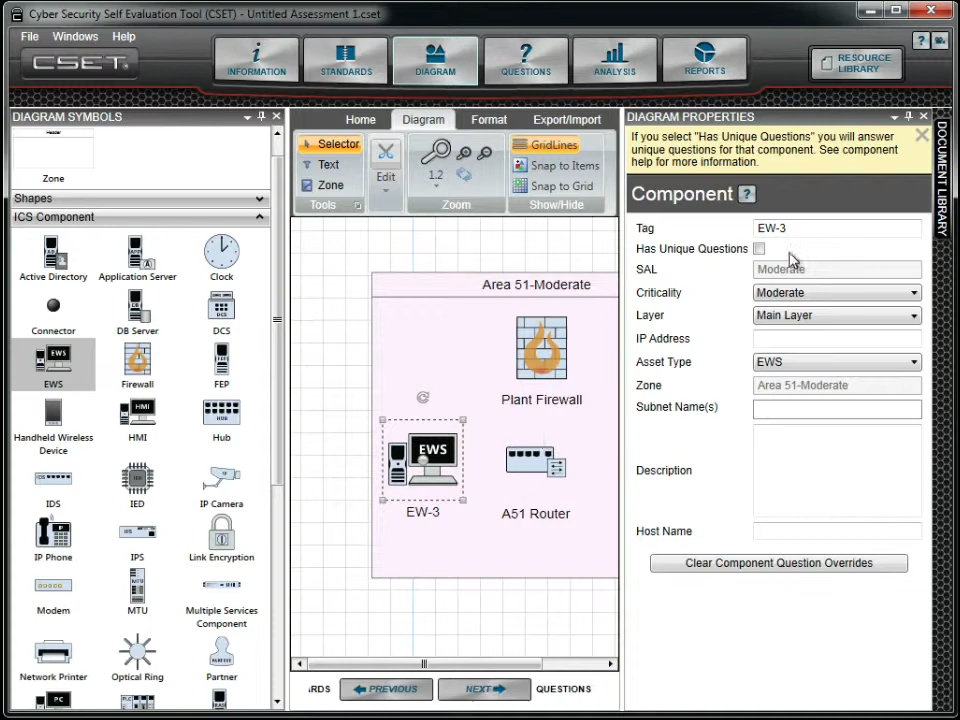 Cyber Security Self Evaluation Tool (CSET) - Untitled Assessment 1.cset
File Windows Help
CSET
INFORMATION
STANDARDS
DIAGRAM
QUESTIONS
ANALYSIS
REPORTS
RESOURCE
LIBRARY
DIAGRAM SYMBOLS
Header
Zone
Shapes
ICS Component
Active Directory
Application Server
Clock
Connector
DB Server
DCS
EWS
EWS
Firewall
FEP
FEP
Handheld Wireless
Device
HMI
HMI
Hub
IDS
IDS
IED
IP Camera
IP Phone
IPS
IPS
Link Encryption
Modem
MTU
Multiple Services
Component
Network Printer
Optical Ring
Partner
PC
Home
Diagram
Format
Import/Export
Selector
Text
Zone
Tools
Edit
1.2
Zoom
GridLines
Snap to Items
Snap to Grid
Show/Hide
Area 51-Moderate
Plant Firewall
EWS
EW-3
A51 Router
RDS
PREVIOUS
NEXT
QUESTIONS
DIAGRAM PROPERTIES
If you select "Has Unique Questions" you will answer
unique questions for that component. See component
help for more information.
Component ?
Tag EW-3
Has Unique Questions
SAL Moderate
Criticality Moderate
Layer Main Layer
IP Address
Asset Type EWS
Zone Area 51-Moderate
Subnet Name(s)
Description
Host Name
Clear Component Question Overrides
DOCUMENT LIBRARY